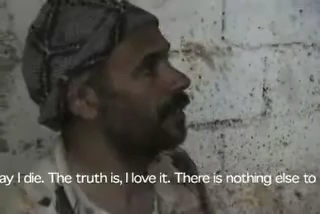 ay I die. The truth is, I love it. There is nothing else to